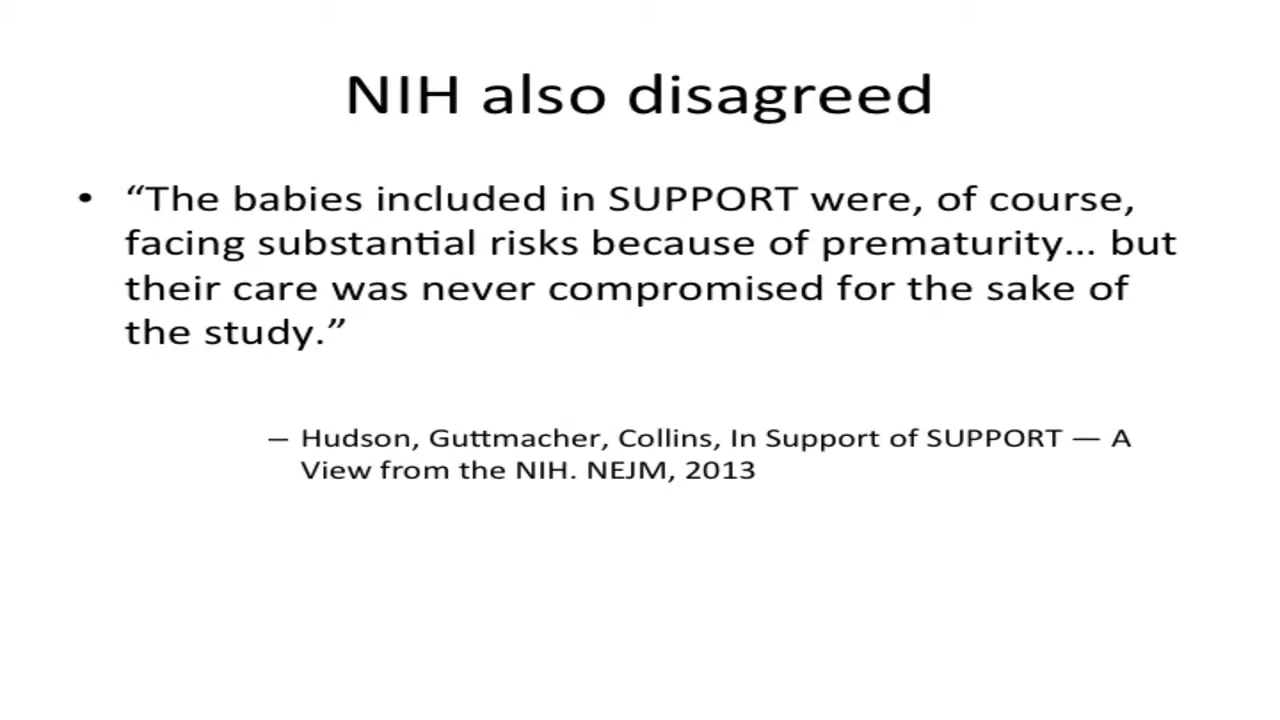 NIH also disagreed
• “The babies included in SUPPORT were, of course,
facing substantial risks because of prematurity... but
their care was never compromised for the sake of
the study.”
– Hudson, Guttmacher, Collins, In Support of SUPPORT — A
View from the NIH. NEJM, 2013